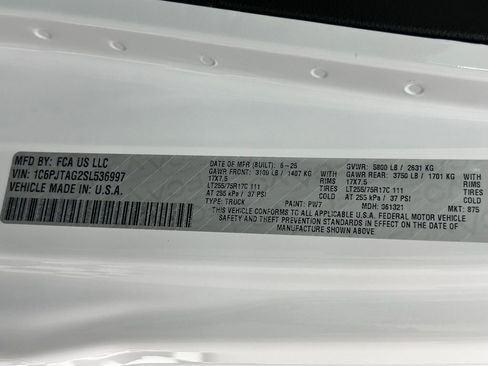 MFD BY: FCA US LLC
VIN: 1C6PJTAG2SL536997
VEHICLE MADE IN U.S.A.
DATE OF MFR (BUILT): 6-25 GVWR: 5800 LB / 2631 KG
GAWR FRONT: 3109 LB / 1407 KG WITH GAWR REAR: 3750 LB / 1701 KG WITH
17X7.5 RIMS 17X7.5 RIMS
LT255/75R17C 111 TIRES LT255/75R17C 111 TIRES
AT 255 kPa / 37 PSI COLD AT 255 kPa / 37 PSI COLD
TYPE: TRUCK PAINT: PW7 MDH: 061321 MKT: 875
THIS VEHICLE CONFORMS TO ALL APPLICABLE U.S.A. FEDERAL MOTOR VEHICLE
SAFETY AND THEFT PREVENTION STANDARDS IN EFFECT ON THE DATE OF
MANUFACTURE SHOWN ABOVE